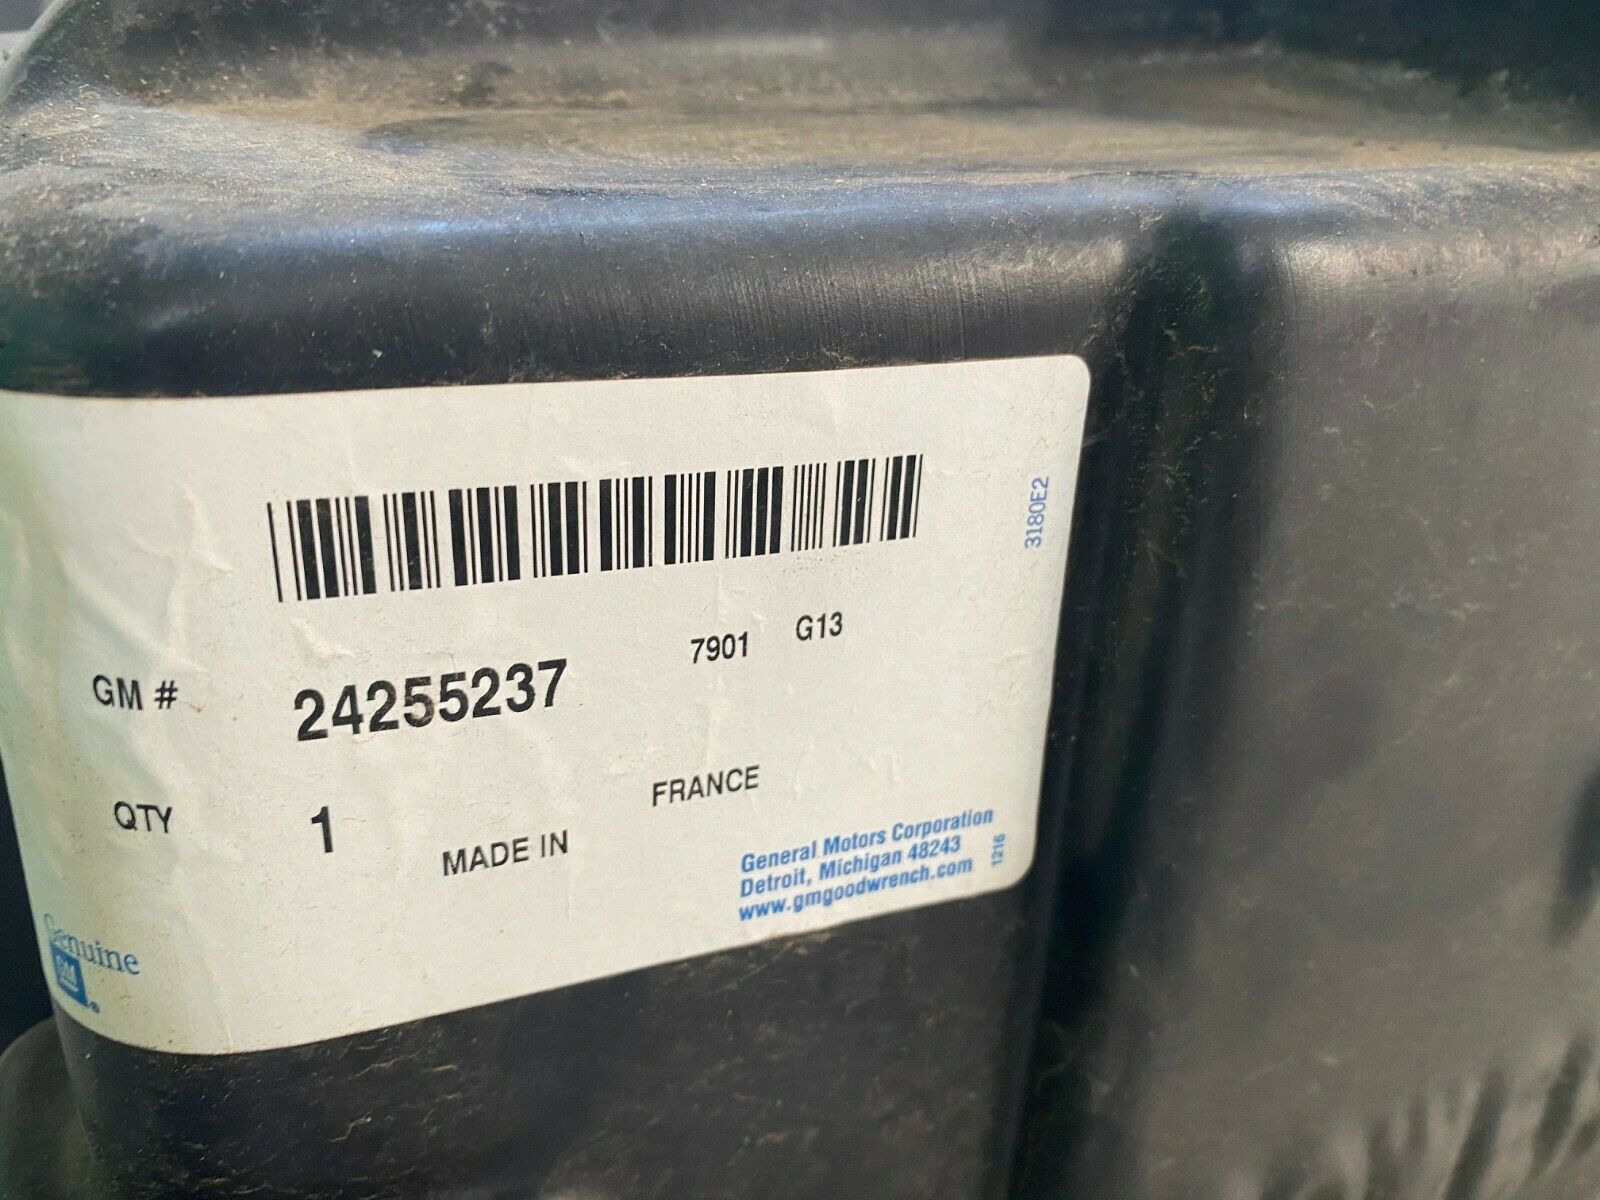 3180E2
7901 G13
GM # 24255237
QTY 1
MADE IN FRANCE
General Motors Corporation
Detroit, Michigan 48243
www.gmgoodwrench.com
1216
Genuine
GM
®